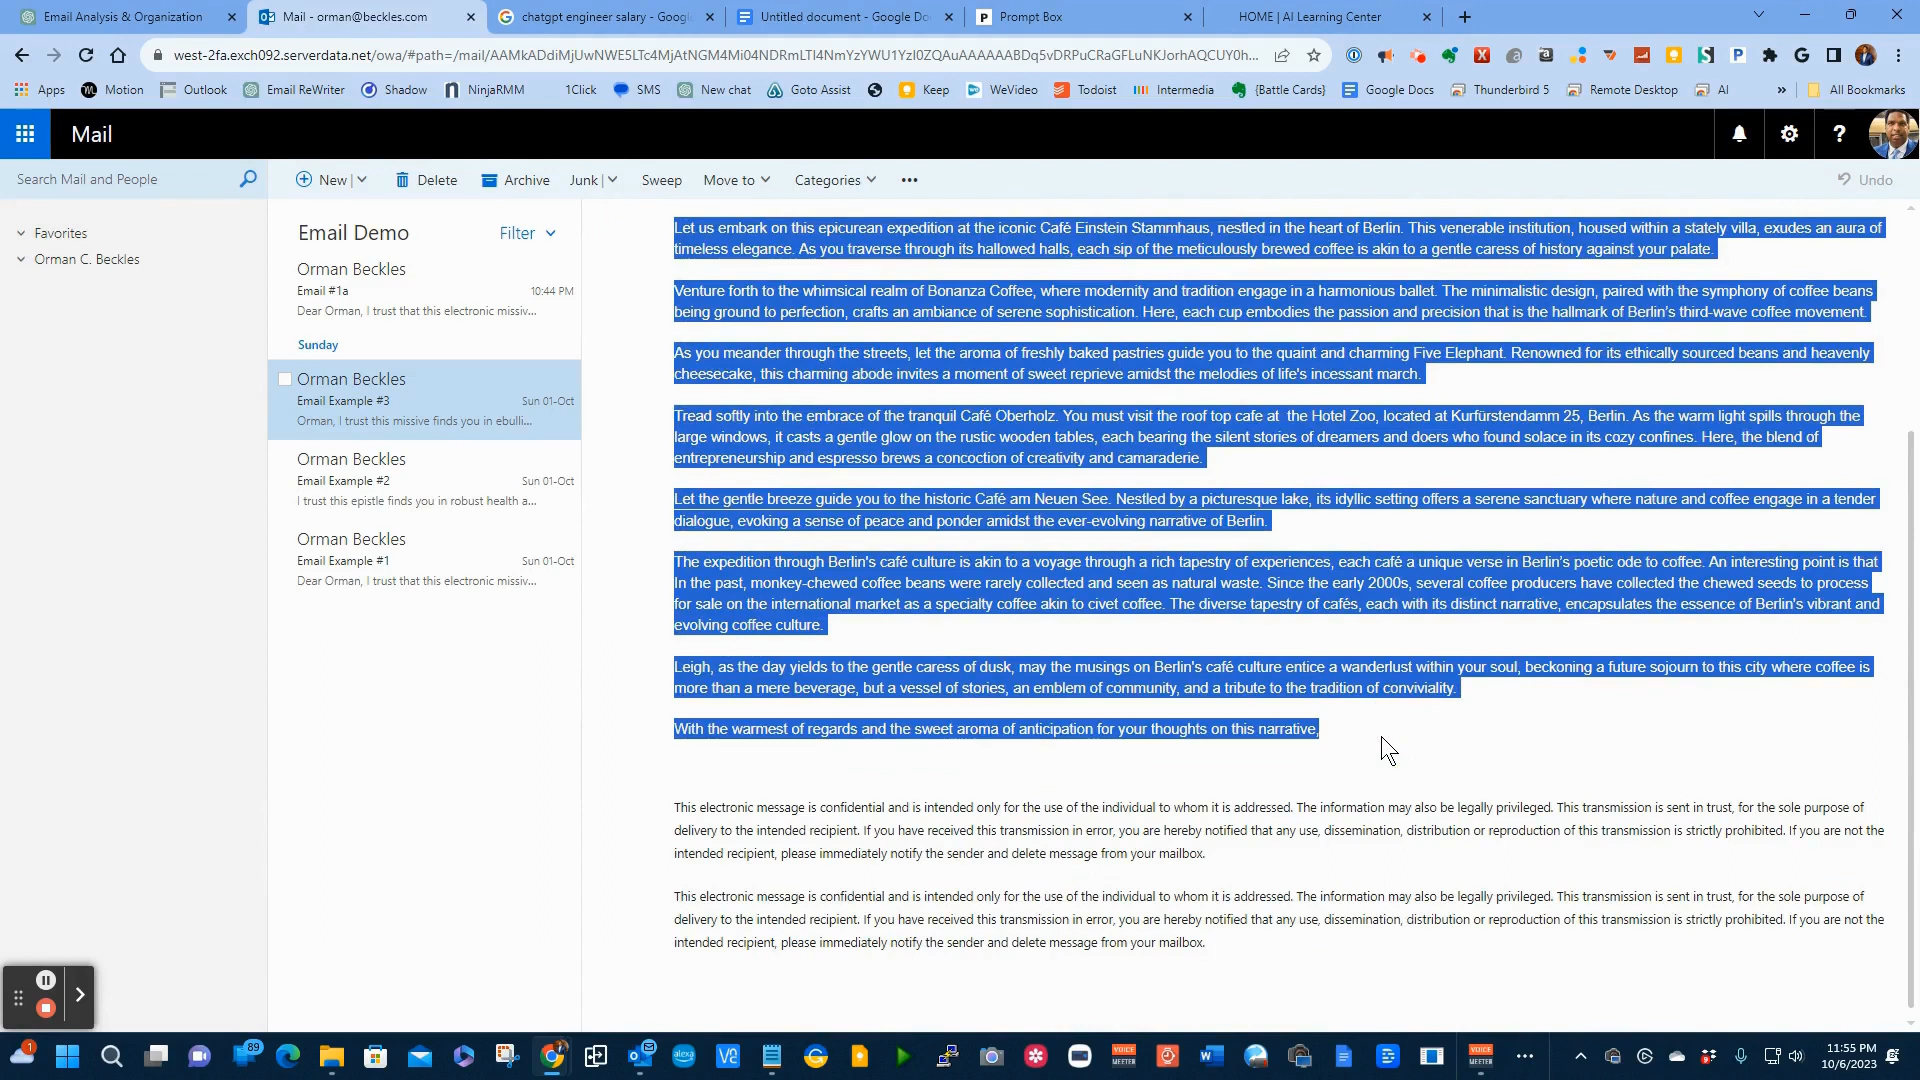 Email Analysis & Organization
Mail - orman@beckles.com
chatgpt engineer salary - Googl
Untitled document - Google Do
Prompt Box
HOME | AI Learning Center
west-2fa.exch092.serverdata.net/owa/#path=/mail/AAMkADdiMjUwNWE5LTc4MjAtNGM4Mi04NDRmLTI4NmYzYWU1YzI0ZQAuAAAAAABDq5vDRPuCRaGFLuNKJorhAQCUY0h...
Apps
Motion
Outlook
Email ReWriter
Shadow
NinjaRMM
1Click
SMS
New chat
Goto Assist
Keep
WeVideo
Todoist
Intermedia
{Battle Cards}
Google Docs
Thunderbird 5
Remote Desktop
AI
All Bookmarks
Mail
Search Mail and People
New
Delete
Archive
Junk
Sweep
Move to
Categories
Undo
Favorites
Orman C. Beckles
Email Demo
Filter
Orman Beckles
Email #1a 10:44 PM
Dear Orman, I trust that this electronic missiv...
Sunday
Orman Beckles
Email Example #3 Sun 01-Oct
Orman, I trust this missive finds you in ebulli...
Orman Beckles
Email Example #2 Sun 01-Oct
I trust this epistle finds you in robust health a...
Orman Beckles
Email Example #1 Sun 01-Oct
Dear Orman, I trust that this electronic missiv...
Let us embark on this epicurean expedition at the iconic Café Einstein Stammhaus, nestled in the heart of Berlin. This venerable institution, housed within a stately villa, exudes an aura of
timeless elegance. As you traverse through its hallowed halls, each sip of the meticulously brewed coffee is akin to a gentle caress of history against your palate.
Venture forth to the whimsical realm of Bonanza Coffee, where modernity and tradition engage in a harmonious ballet. The minimalistic design, paired with the symphony of coffee beans
being ground to perfection, crafts an ambiance of serene sophistication. Here, each cup embodies the passion and precision that is the hallmark of Berlin's third-wave coffee movement.
As you meander through the streets, let the aroma of freshly baked pastries guide you to the quaint and charming Five Elephant. Renowned for its ethically sourced beans and heavenly
cheesecake, this charming abode invites a moment of sweet reprieve amidst the melodies of life's incessant march.
Tread softly into the embrace of the tranquil Café Oberholz. You must visit the roof top cafe at the Hotel Zoo, located at Kurfürstendamm 25, Berlin. As the warm light spills through the
large windows, it casts a gentle glow on the rustic wooden tables, each bearing the silent stories of dreamers and doers who found solace in its cozy confines. Here, the blend of
entrepreneurship and espresso brews a concoction of creativity and camaraderie.
Let the gentle breeze guide you to the historic Café am Neuen See. Nestled by a picturesque lake, its idyllic setting offers a serene sanctuary where nature and coffee engage in a tender
dialogue, evoking a sense of peace and ponder amidst the ever-evolving narrative of Berlin.
The expedition through Berlin's café culture is akin to a voyage through a rich tapestry of experiences, each café a unique verse in Berlin's poetic ode to coffee. An interesting point is that
In the past, monkey-chewed coffee beans were rarely collected and seen as natural waste. Since the early 2000s, several coffee producers have collected the chewed seeds to process
for sale on the international market as a specialty coffee akin to civet coffee. The diverse tapestry of cafés, each with its distinct narrative, encapsulates the essence of Berlin's vibrant and
evolving coffee culture.
Leigh, as the day yields to the gentle caress of dusk, may the musings on Berlin's café culture entice a wanderlust within your soul, beckoning a future sojourn to this city where coffee is
more than a mere beverage, but a vessel of stories, an emblem of community, and a tribute to the tradition of conviviality.
With the warmest of regards and the sweet aroma of anticipation for your thoughts on this narrative,
This electronic message is confidential and is intended only for the use of the individual to whom it is addressed. The information may also be legally privileged. This transmission is sent in trust, for the sole purpose of
delivery to the intended recipient. If you have received this transmission in error, you are hereby notified that any use, dissemination, distribution or reproduction of this transmission is strictly prohibited. If you are not the
intended recipient, please immediately notify the sender and delete message from your mailbox.
This electronic message is confidential and is intended only for the use of the individual to whom it is addressed. The information may also be legally privileged. This transmission is sent in trust, for the sole purpose of
delivery to the intended recipient. If you have received this transmission in error, you are hereby notified that any use, dissemination, distribution or reproduction of this transmission is strictly prohibited. If you are not the
intended recipient, please immediately notify the sender and delete message from your mailbox.
1
89
alexa
VOICE
MEETER
VOICE
MEETER
11:55 PM
10/6/2023